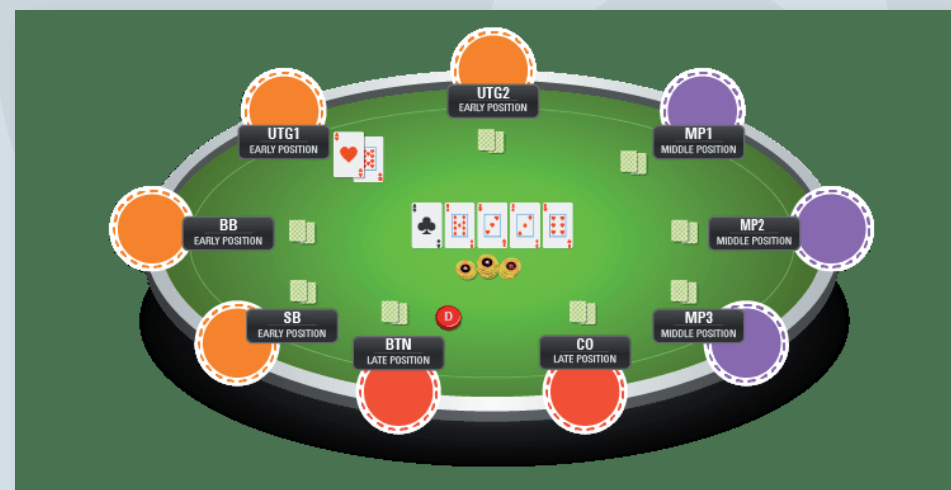 UTG2
EARLY POSITION
UTG1
EARLY POSITION
MP1
MIDDLE POSITION
BB
EARLY POSITION
MP2
MIDDLE POSITION
SB
EARLY POSITION
D
MP3
MIDDLE POSITION
BTN
LATE POSITION
CO
LATE POSITION